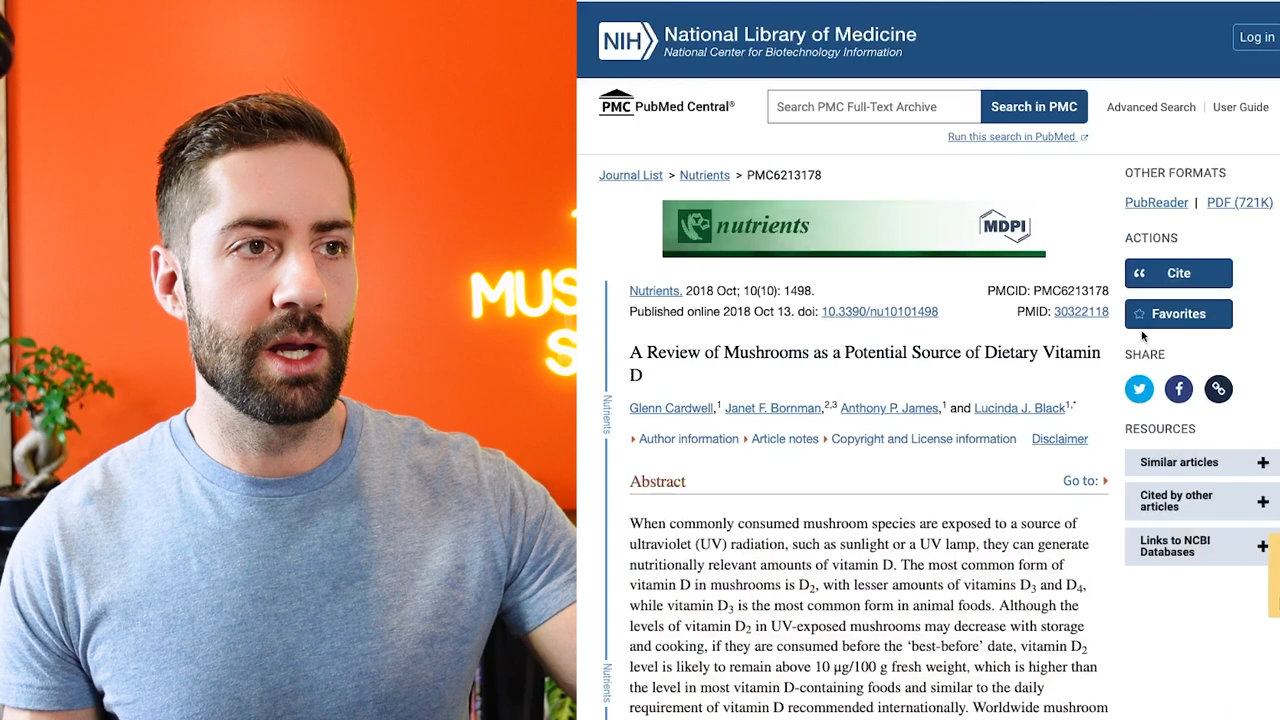 MUS
S
NIH
National Library of Medicine
National Center for Biotechnology Information
Log in
PMC PubMed Central®
Search PMC Full-Text Archive
Search in PMC
Advanced Search | User Guide
Run this search in PubMed
Journal List > Nutrients > PMC6213178
nutrients
MDPI
Nutrients. 2018 Oct; 10(10): 1498.
PMCID: PMC6213178
Published online 2018 Oct 13. doi: 10.3390/nu10101498
PMID: 30322118
A Review of Mushrooms as a Potential Source of Dietary Vitamin
D
Glenn Cardwell,1 Janet F. Bornman,2,3 Anthony P. James,1 and Lucinda J. Black1,*
Author information Article notes Copyright and License information Disclaimer
Abstract
Go to:
When commonly consumed mushroom species are exposed to a source of
ultraviolet (UV) radiation, such as sunlight or a UV lamp, they can generate
nutritionally relevant amounts of vitamin D. The most common form of
vitamin D in mushrooms is D2, with lesser amounts of vitamins D3 and D4,
while vitamin D3 is the most common form in animal foods. Although the
levels of vitamin D2 in UV-exposed mushrooms may decrease with storage
and cooking, if they are consumed before the ‘best-before’ date, vitamin D2
level is likely to remain above 10 μg/100 g fresh weight, which is higher than
the level in most vitamin D-containing foods and similar to the daily
requirement of vitamin D recommended internationally. Worldwide mushroom
Nutrients
Nutrients
OTHER FORMATS
PubReader | PDF (721K)
ACTIONS
Cite
Favorites
SHARE
RESOURCES
Similar articles
Cited by other
articles
Links to NCBI
Databases